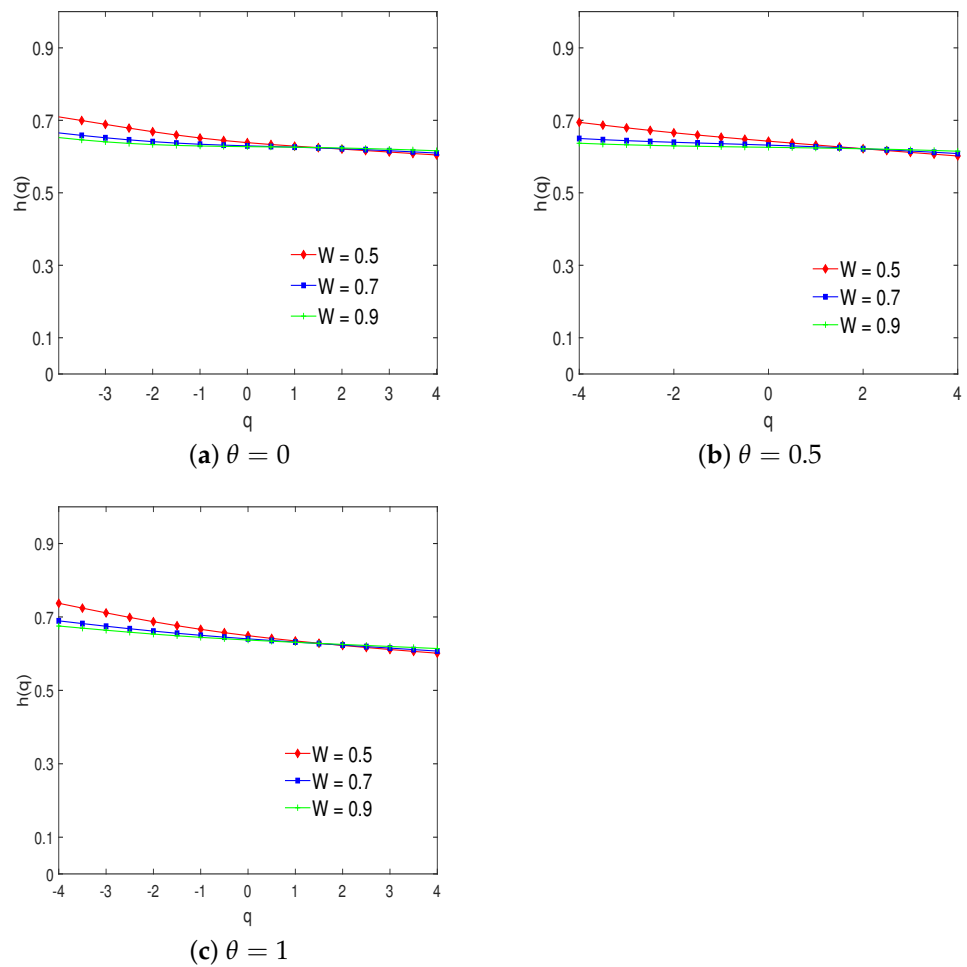 0.9
0.7
0.5
0.3
0.1
0
h(q)
W = 0.5
W = 0.7
W = 0.9
-3 -2 -1 0 1 2 3 4
q
(a) θ = 0
0.9
0.7
0.5
0.3
0.1
0
h(q)
W = 0.5
W = 0.7
W = 0.9
-4 -2 0 2 4
q
(b) θ = 0.5
0.9
0.7
0.5
0.3
0.1
0
h(q)
W = 0.5
W = 0.7
W = 0.9
-4 -3 -2 -1 0 1 2 3 4
q
(c) θ = 1